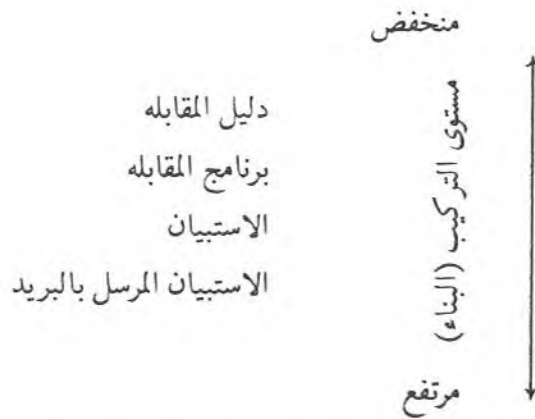 منخفض
مستوى التركيب (البناء)
دليل المقابله
برنامج المقابله
الاستبيان
الاستبيان المرسل بالبريد
مرتفع